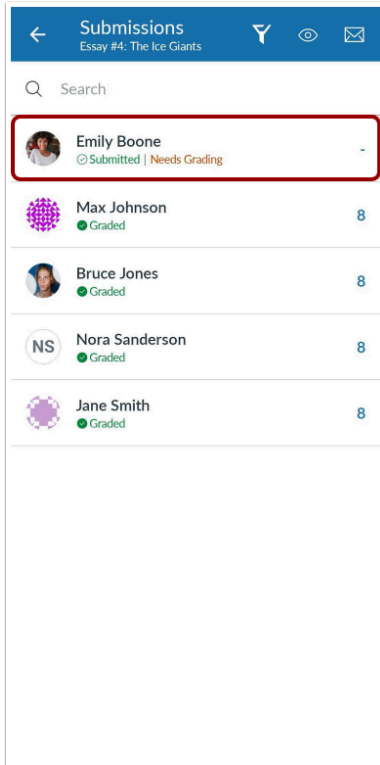 Submissions
Essay #4: The Ice Giants
Search
Emily Boone
Submitted | Needs Grading
-
Max Johnson
Graded
8
Bruce Jones
Graded
8
NS
Nora Sanderson
Graded
8
Jane Smith
Graded
8